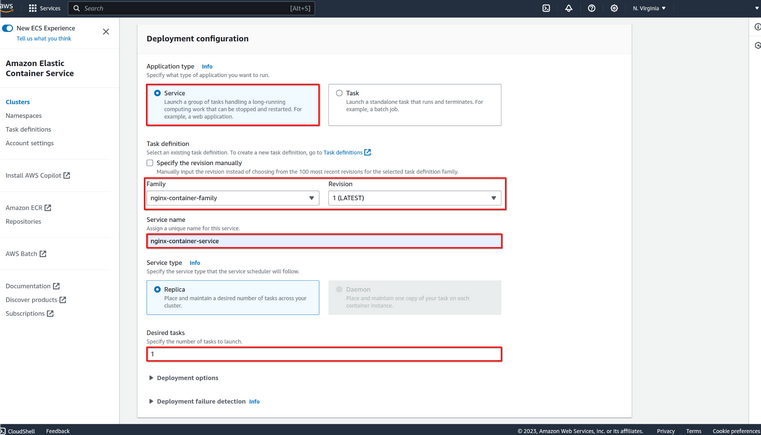 aws
Services
Search
[Alt+S]
N. Virginia
New ECS Experience
Tell us what you think
Amazon Elastic
Container Service
Clusters
Namespaces
Task definitions
Account settings
Install AWS Copilot
Amazon ECR
Repositories
AWS Batch
Documentation
Discover products
Subscriptions
Deployment configuration
Application type Info
Specify what type of application you want to run.
Service
Launch a group of tasks handling a long-running
computing work that can be stopped and restarted. For
example, a web application.
Task
Launch a standalone task that runs and terminates. For
example, a batch job.
Task definition
Select an existing task definition. To create a new task definition, go to Task definitions
Specify the revision manually
Manually input the revision instead of choosing from the 100 most recent revisions for the selected task definition family.
Family
nginx-container-family
Revision
1 (LATEST)
Service name
Assign a unique name for this service.
nginx-container-service
Service type Info
Specify the service type that the service scheduler will follow.
Replica
Place and maintain a desired number of tasks across your
cluster.
Daemon
Place and maintain one copy of your task on each
container instance.
Desired tasks
Specify the number of tasks to launch.
1
Deployment options
Deployment failure detection Info
CloudShell
Feedback
© 2023, Amazon Web Services, Inc. or its affiliates.
Privacy
Terms
Cookie preferences